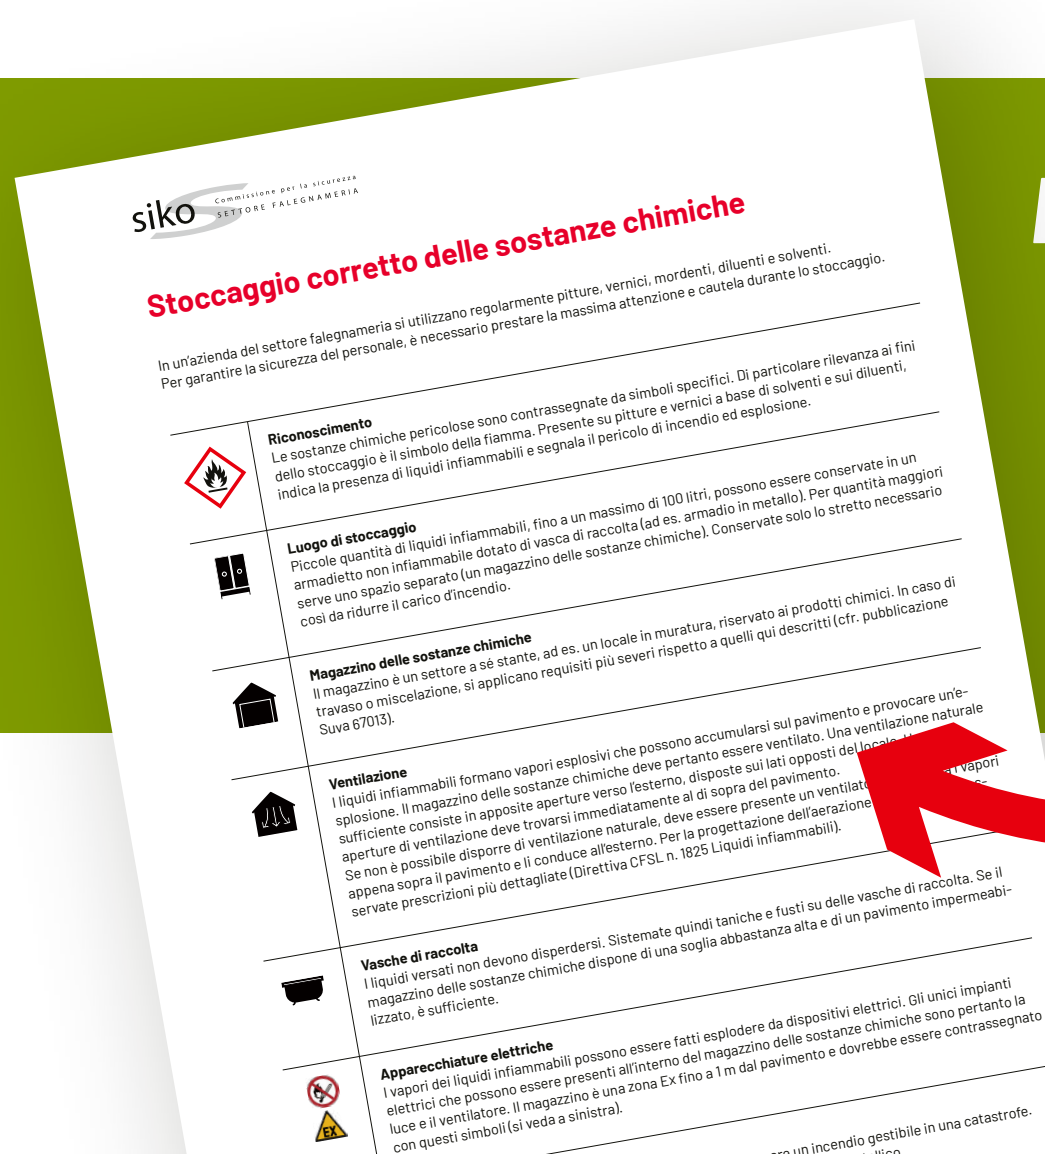 siko
Commissione per la sicurezza
SETTORE FALEGNAMERIA
Stoccaggio corretto delle sostanze chimiche
In un'azienda del settore falegnameria si utilizzano regolarmente pitture, vernici, mordenti, diluenti e solventi.
Per garantire la sicurezza del personale, è necessario prestare la massima attenzione e cautela durante lo stoccaggio.
Riconoscimento
Le sostanze chimiche pericolose sono contrassegnate da simboli specifici. Di particolare rilevanza ai fini
dello stoccaggio è il simbolo della fiamma. Presente su pitture e vernici a base di solventi e sui diluenti,
indica la presenza di liquidi infiammabili e segnala il pericolo di incendio ed esplosione.
Luogo di stoccaggio
Piccole quantità di liquidi infiammabili, fino a un massimo di 100 litri, possono essere conservate in un
armadietto non infiammabile dotato di vasca di raccolta (ad es. armadio in metallo). Per quantità maggiori
serve uno spazio separato (un magazzino delle sostanze chimiche). Conservate solo lo stretto necessario
così da ridurre il carico d'incendio.
Magazzino delle sostanze chimiche
Il magazzino è un settore a sé stante, ad es. un locale in muratura, riservato ai prodotti chimici. In caso di
travaso o miscelazione, si applicano requisiti più severi rispetto a quelli qui descritti (cfr. pubblicazione
Suva 67013).
Ventilazione
I liquidi infiammabili formano vapori esplosivi che possono accumularsi sul pavimento e provocare un'e-
splosione. Il magazzino delle sostanze chimiche deve pertanto essere ventilato. Una ventilazione naturale
sufficiente consiste in apposite aperture verso l'esterno, disposte sui lati opposti del locale.
aperture di ventilazione deve trovarsi immediatamente al di sopra del pavimento.
Se non è possibile disporre di ventilazione naturale, deve essere presente un ventilato i vapori
appena sopra il pavimento e li conduce all'esterno. Per la progettazione dell'aerazione s-
servate prescrizioni più dettagliate (Direttiva CFSL n. 1825 Liquidi infiammabili).
Vasche di raccolta
I liquidi versati non devono disperdersi. Sistemate quindi taniche e fusti su delle vasche di raccolta. Se il
magazzino delle sostanze chimiche dispone di una soglia abbastanza alta e di un pavimento impermeabi-
lizzato, è sufficiente.
Apparecchiature elettriche
I vapori dei liquidi infiammabili possono essere fatti esplodere da dispositivi elettrici. Gli unici impianti
elettrici che possono essere presenti all'interno del magazzino delle sostanze chimiche sono pertanto la
luce e il ventilatore. Il magazzino è una zona Ex fino a 1 m dal pavimento e dovrebbe essere contrassegnato
con questi simboli (si veda a sinistra).
EX
un incendio gestibile in una catastrofe.